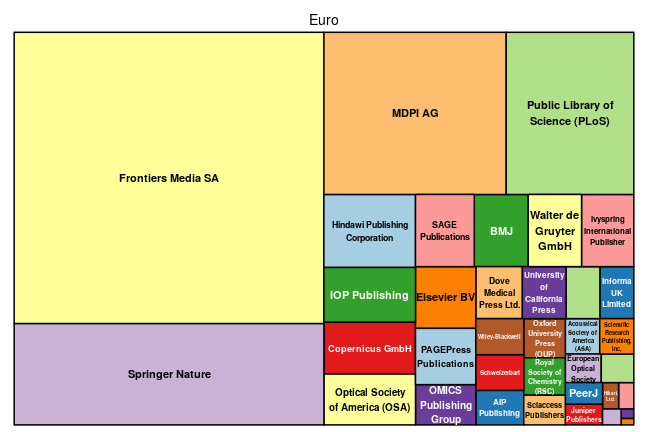 Euro
Frontiers Media SA
Springer Nature
MDPI AG
Public Library of
Science (PLoS)
Hindawi Publishing
Corporation
SAGE
Publications
BMJ
Walter de
Gruyter
GmbH
Ivyspring
International
Publisher
IOP Publishing
Elsevier BV
Dove
Medical
Press Ltd.
University
of
California
Press
Informa
UK
Limited
Copernicus GmbH
PAGEPress
Publications
Wiley-Blackwell
Oxford
University
Press
(OUP)
Acoustical
Society of
America
(ASA)
Scientific
Research
Publishing,
Inc,
Schweizerbart
Royal
Society of
Chemistry
(RSC)
European
Optical
Society
Optical Society
of America (OSA)
OMICS
Publishing
Group
AIP
Publishing
Sciaccess
Publishers
PeerJ
Hikari,
Ltd.
Juniper
Publishers